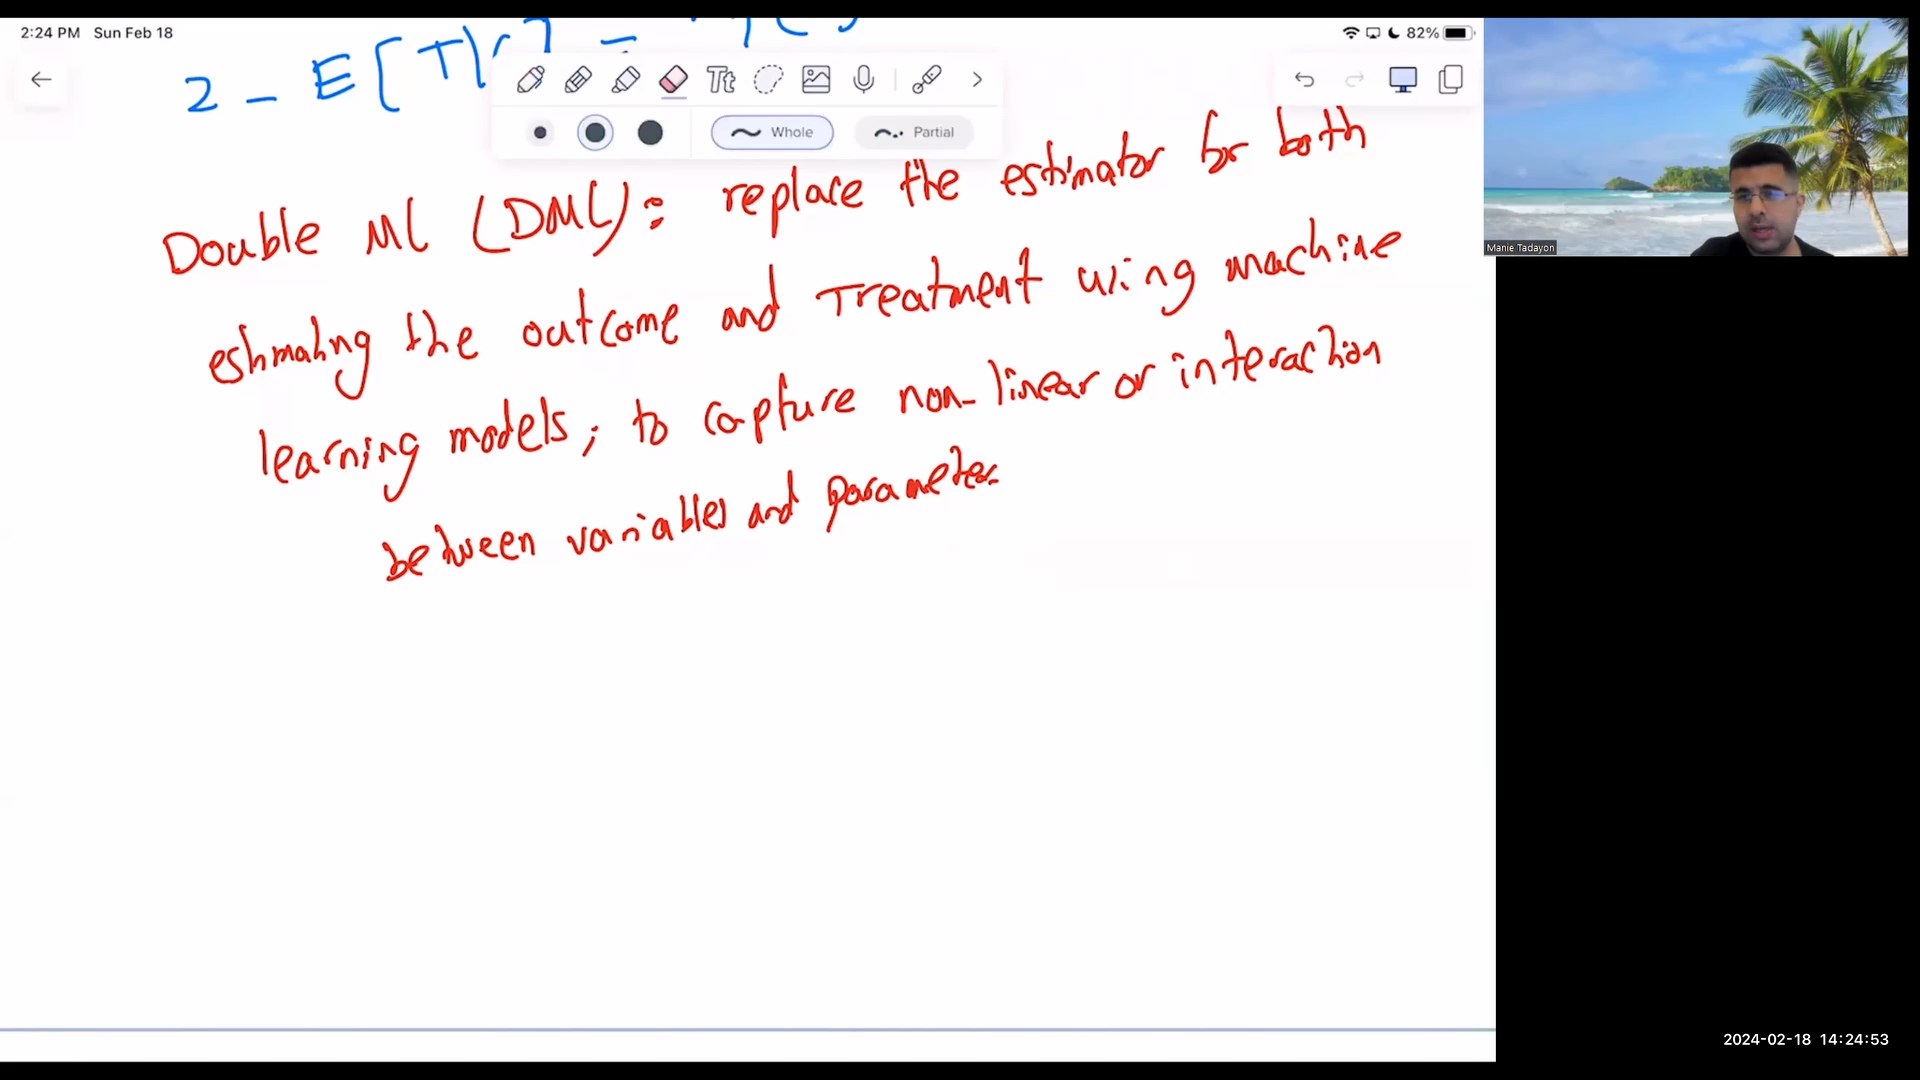 2:24 PM Sun Feb 18
82%
2 - E[T|
Whole
Partial
Double ML (DML): replace the estimator for both
estimating the outcome and Treatment using machine
learning models, to capture non-linear or interaction
between variables and parameters
Manie Tadayon
2024-02-18 14:24:53